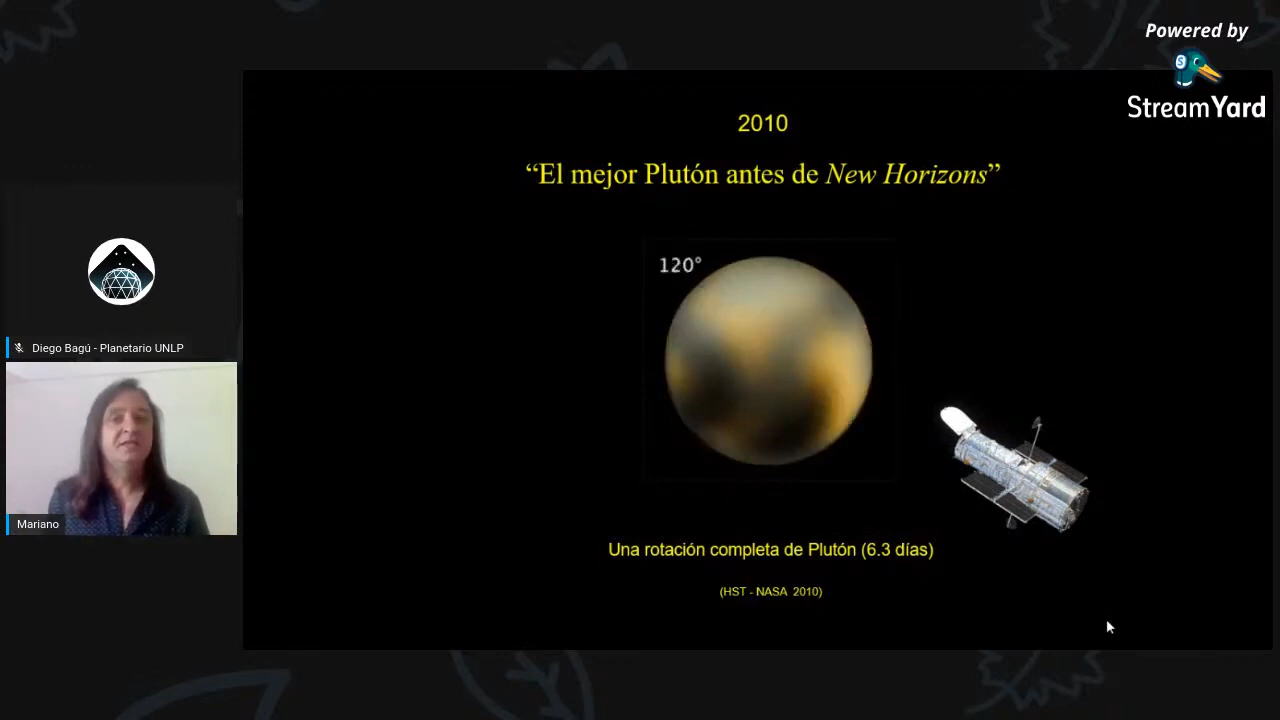 Powered by
S
StreamYard
2010
“El mejor Plutón antes de New Horizons”
120°
Una rotación completa de Plutón (6.3 días)
(HST - NASA 2010)
Diego Bagú - Planetario UNLP
Mariano